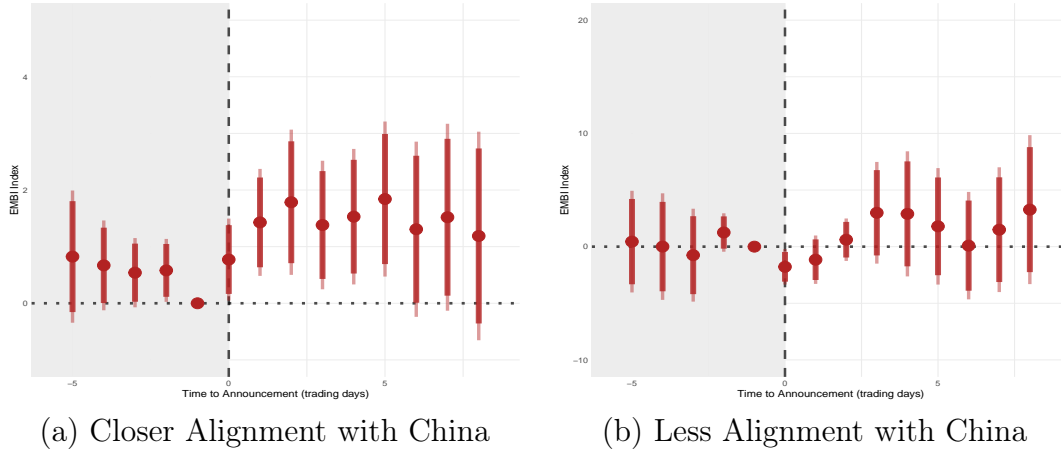 4
2
0
EMBI Index
−5
0
5
Time to Announcement (trading days)
(a) Closer Alignment with China
20
10
0
−10
EMBI Index
−5
0
5
Time to Announcement (trading days)
(b) Less Alignment with China